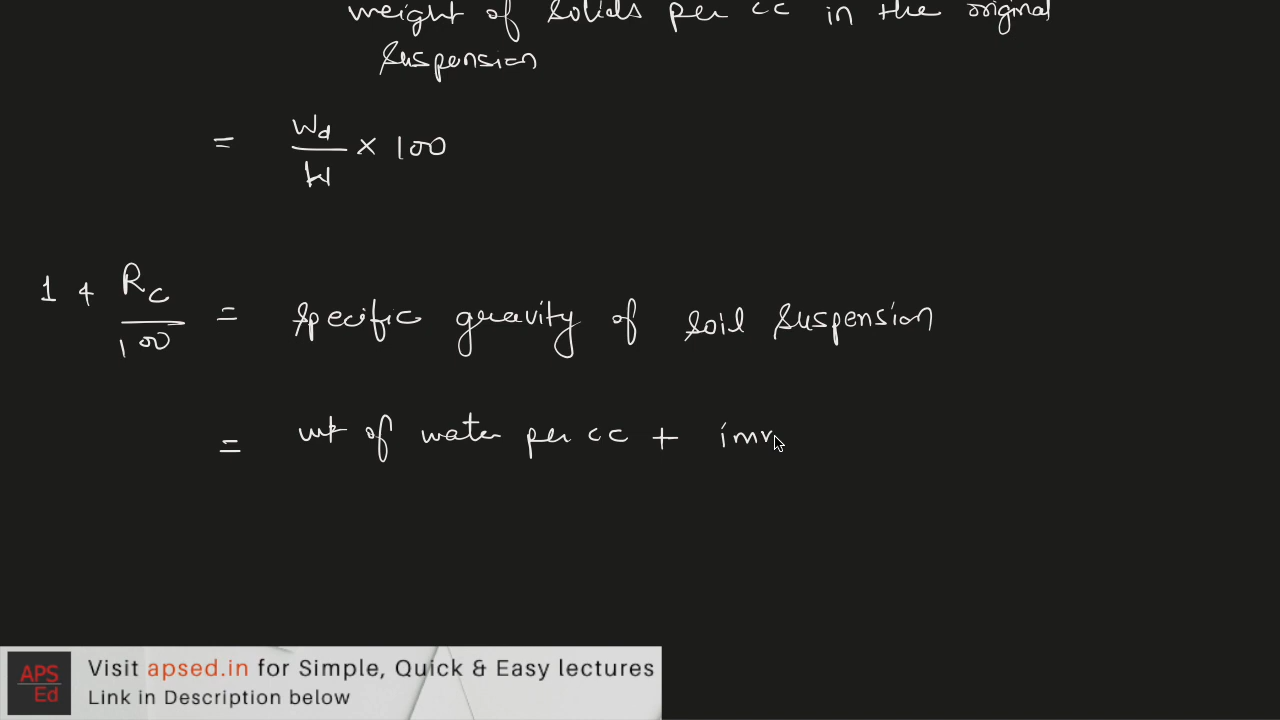 weight of solids per cc in the original
suspension
= Wd/W × 100
1 + Rc/100 = specific gravity of soil suspension
= wt of water per cc + imm
APS Ed
Visit apsed.in for Simple, Quick & Easy lectures
Link in Description below